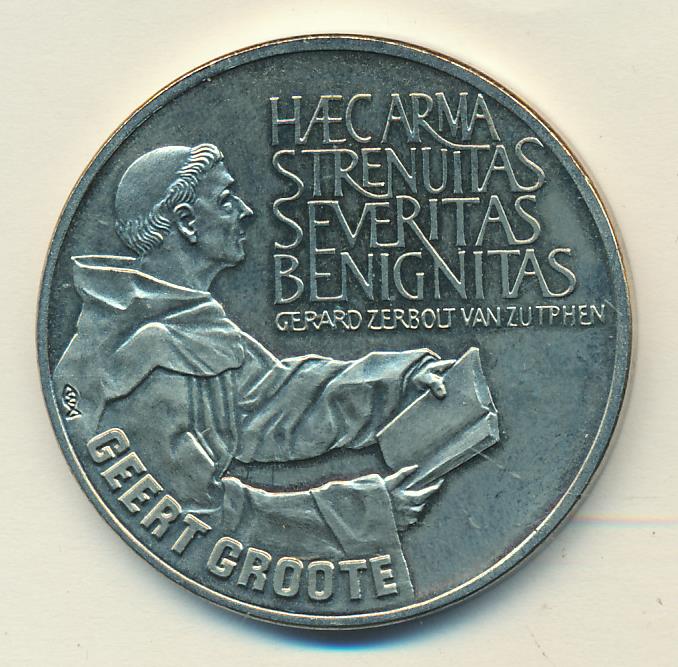 HÆC ARMA
STRENUITAS
SEVERITAS
BENIGNITAS
GERARD ZERBOLT VAN ZUTPHEN
GEERT GROOTE